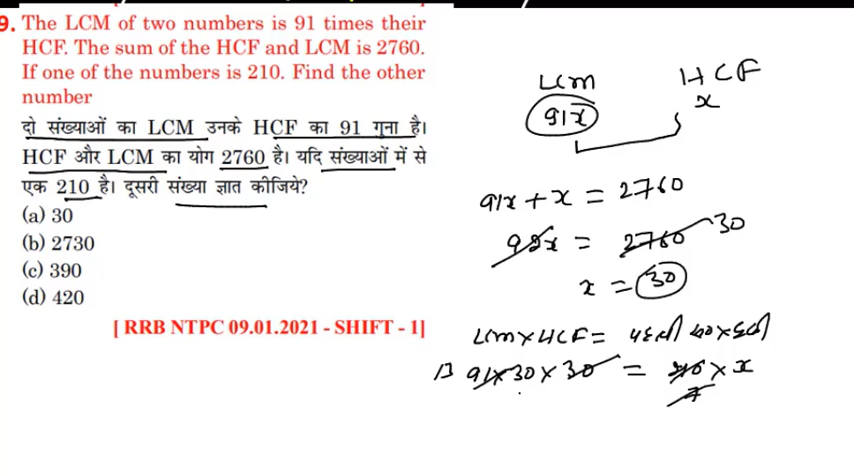 9. The LCM of two numbers is 91 times their
HCF. The sum of the HCF and LCM is 2760.
If one of the numbers is 210. Find the other
number
दो संख्याओं का LCM उनके HCF का 91 गुना है।
HCF और LCM का योग 2760 है। यदि संख्याओं में से
एक 210 है। दूसरी संख्या ज्ञात कीजिये?
(a) 30
(b) 2730
(c) 390
(d) 420
[ RRB NTPC 09.01.2021 - SHIFT - 1]
LCM HCF
91x x
91x + x = 2760
92x = 2760 30
x = 30
LCM x HCF =
13 91 x 30 x 30 = 210 x x
7